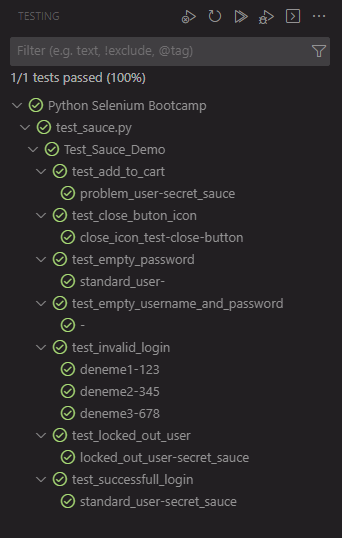 TESTING
Filter (e.g. text, !exclude, @tag)
1/1 tests passed (100%)
Python Selenium Bootcamp
test_sauce.py
Test_Sauce_Demo
test_add_to_cart
problem_user-secret_sauce
test_close_buton_icon
close_icon_test-close-button
test_empty_password
standard_user-
test_empty_username_and_password
-
test_invalid_login
deneme1-123
deneme2-345
deneme3-678
test_locked_out_user
locked_out_user-secret_sauce
test_successfull_login
standard_user-secret_sauce